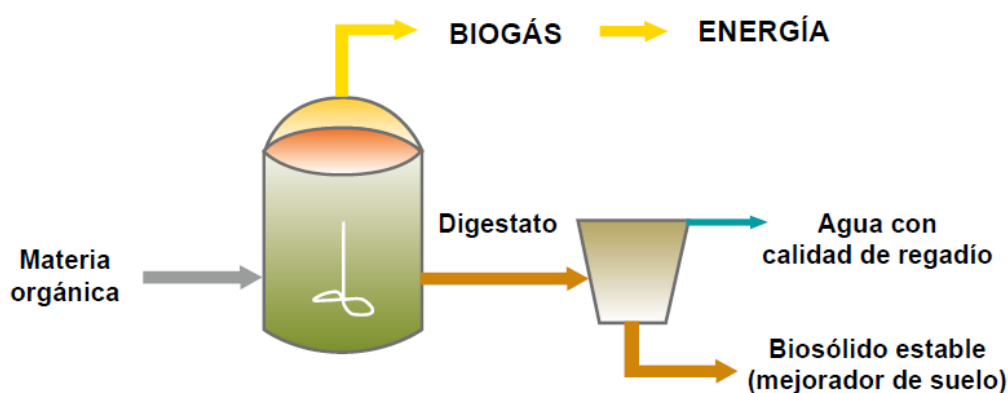 BIOGÁS
ENERGÍA
Digestato
Agua con
calidad de regadío
Materia
orgánica
Biosólido estable
(mejorador de suelo)